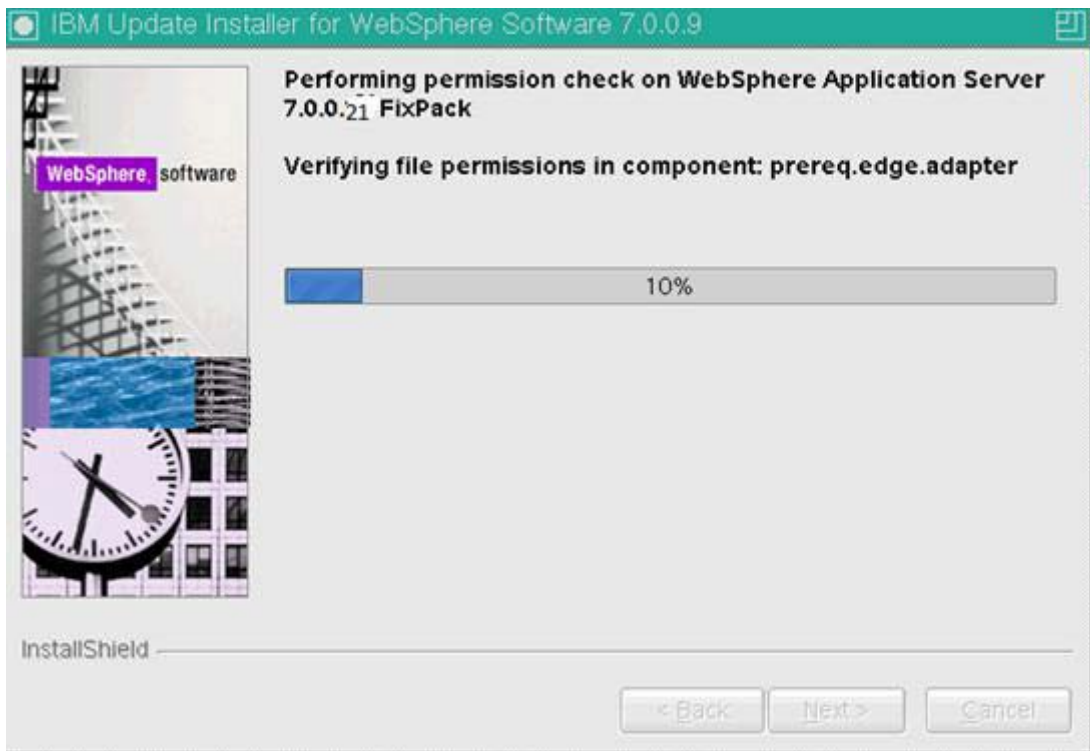 IBM Update Installer for WebSphere Software 7.0.0.9
Performing permission check on WebSphere Application Server
7.0.0.21 FixPack
Verifying file permissions in component: prereq.edge.adapter
WebSphere. software
10%
InstallShield
< Back
Next >
Cancel